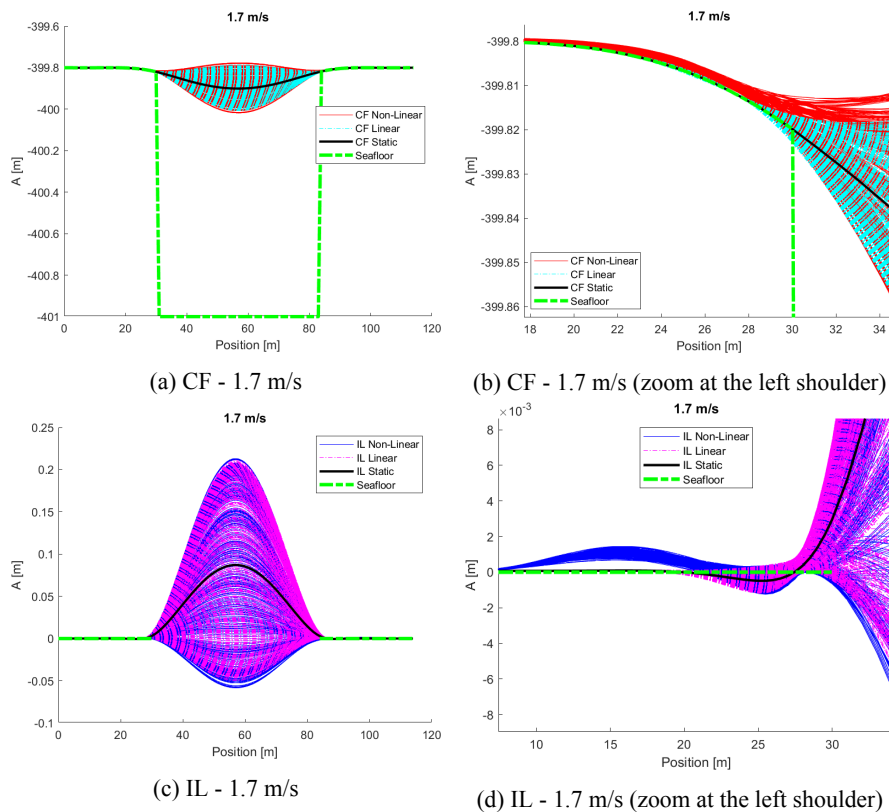 1.7 m/s
-399.6
-399.8
-400
-400.2
-400.4
-400.6
-400.8
-401
A [m]
CF Non-Linear
CF Linear
CF Static
Seafloor
0 20 40 60 80 100 120
Position [m]
(a) CF - 1.7 m/s
1.7 m/s
-399.8
-399.81
-399.82
-399.83
-399.84
-399.85
-399.86
A [m]
CF Non-Linear
CF Linear
CF Static
Seafloor
18 20 22 24 26 28 30 32 34
Position [m]
(b) CF - 1.7 m/s (zoom at the left shoulder)
1.7 m/s
0.25
0.2
0.15
0.1
0.05
0
-0.05
-0.1
A [m]
IL Non-Linear
IL Linear
IL Static
Seafloor
0 20 40 60 80 100 120
Position [m]
(c) IL - 1.7 m/s
1.7 m/s
×10⁻³
8
6
4
2
0
-2
-4
-6
-8
A [m]
IL Non-Linear
IL Linear
IL Static
Seafloor
10 15 20 25 30
Position [m]
(d) IL - 1.7 m/s (zoom at the left shoulder)